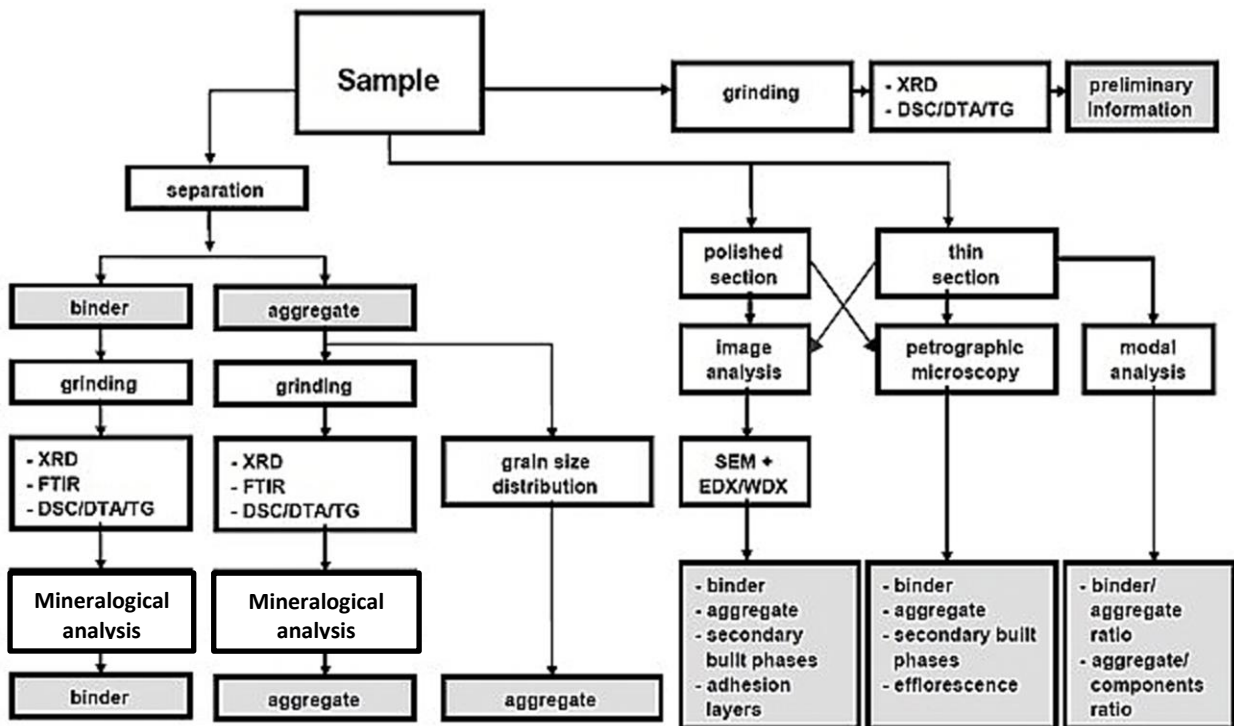 Sample
grinding
- XRD
- DSC/DTA/TG
preliminary
information
separation
polished
section
thin
section
binder
aggregate
image
analysis
petrographic
microscopy
modal
analysis
grinding
grinding
- XRD
- FTIR
- DSC/DTA/TG
- XRD
- FTIR
- DSC/DTA/TG
grain size
distribution
SEM +
EDX/WDX
Mineralogical
analysis
Mineralogical
analysis
binder
aggregate
aggregate
- binder
- aggregate
- secondary
built phases
- adhesion
layers
- binder
- aggregate
- secondary built
phases
- efflorescence
- binder/
aggregate
ratio
- aggregate/
components
ratio